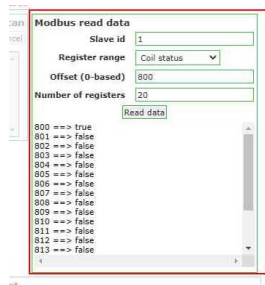 can
Modbus read data
ncel
Slave id 1
Register range Coil status
Offset (0-based) 800
Number of registers 20
Read data
800 ==> true
801 ==> false
802 ==> false
803 ==> false
804 ==> false
805 ==> false
806 ==> false
807 ==> false
808 ==> false
809 ==> false
810 ==> false
811 ==> false
812 ==> false
813 ==> false